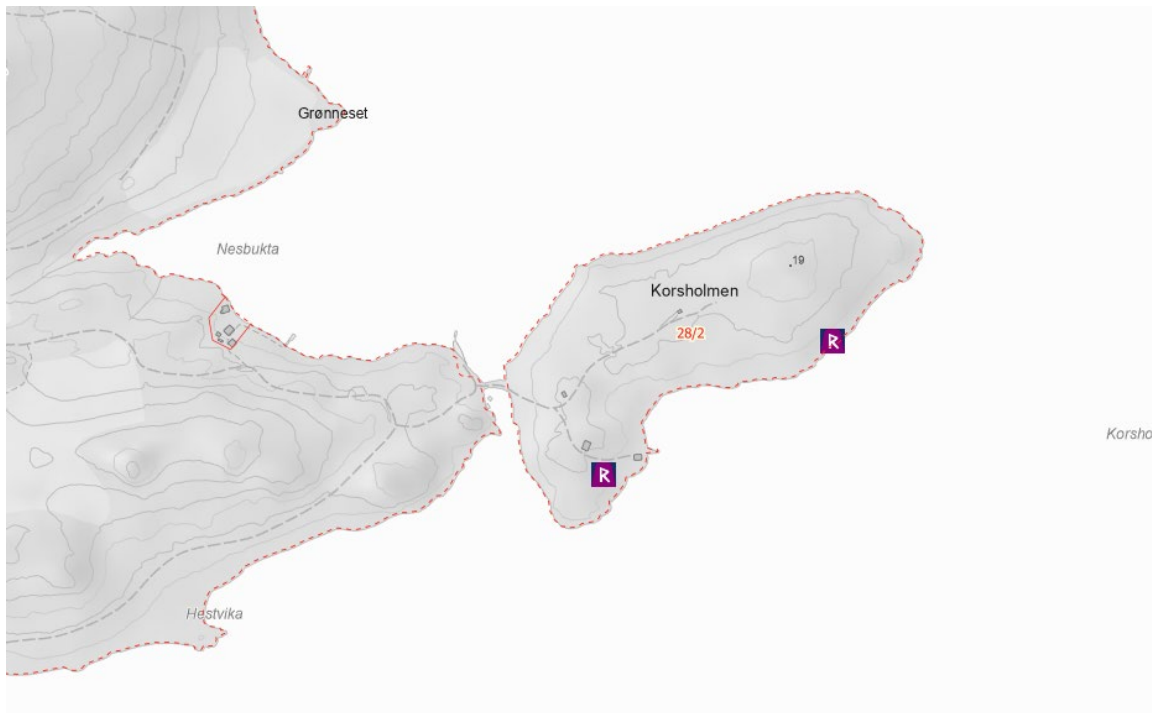 Grønneset
Nesbukta
19
Korsholmen
28/2
R
Korsho
R
Hestvika